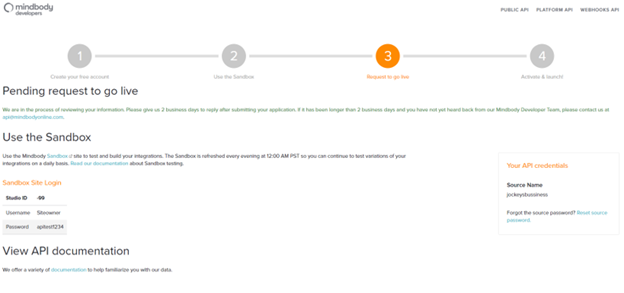 mindbody
developers
PUBLIC API PLATFORM API WEBHOOKS API
1 2 3 4
Create your free account Use the Sandbox Request to go live Activate & launch!
Pending request to go live
We are in the process of reviewing your information. Please give us 2 business days to reply after submitting your application. If it has been longer than 2 business days and you have not yet heard back from our Mindbody Developer Team, please contact us at
api@mindbodyonline.com.
Use the Sandbox
Use the Mindbody Sandbox site to test and build your integrations. The Sandbox is refreshed every evening at 12:00 AM PST so you can continue to test variations of your
integrations on a daily basis. Read our documentation about Sandbox testing.
Your API credentials
Sandbox Site Login
Source Name
jockeysbussiness
Studio ID -99
Username Siteowner
Forgot the source password? Reset source
password
Password apitest1234
View API documentation
We offer a variety of documentation to help familiarize you with our data.